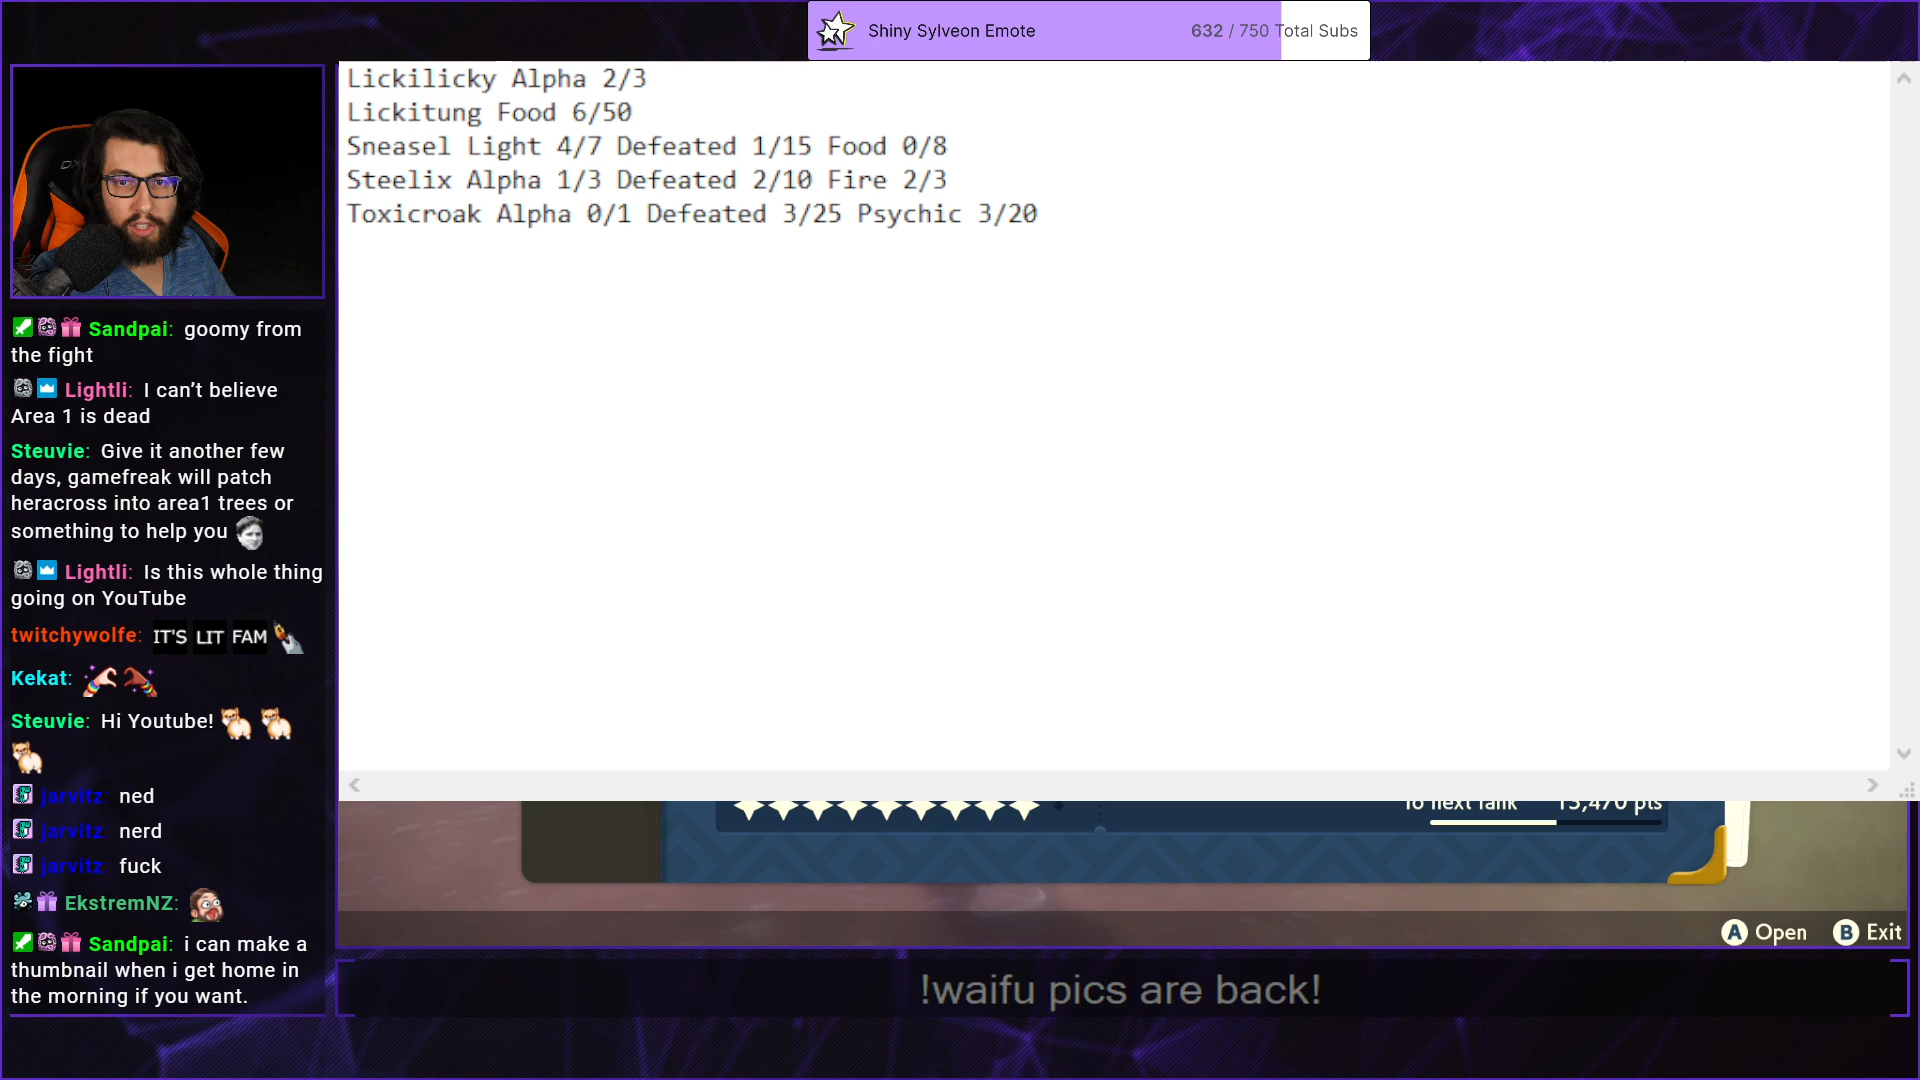 Shiny Sylveon Emote 632 / 750 Total Subs
Lickilicky Alpha 2/3
Lickitung Food 6/50
Sneasel Light 4/7 Defeated 1/15 Food 0/8
Steelix Alpha 1/3 Defeated 2/10 Fire 2/3
Toxicroak Alpha 0/1 Defeated 3/25 Psychic 3/20
Sandpai: goomy from
the fight
Lightli: I can’t believe
Area 1 is dead
Steuvie: Give it another few
days, gamefreak will patch
heracross into area1 trees or
something to help you
Lightli: Is this whole thing
going on YouTube
twitchywolfe: IT'S LIT FAM
Kekat:
Steuvie: Hi Youtube!
jarvitz: ned
jarvitz: nerd
jarvitz: fuck
EkstremNZ:
Sandpai: i can make a
thumbnail when i get home in
the morning if you want.
To next rank 13,470 pts
A Open B Exit
!waifu pics are back!